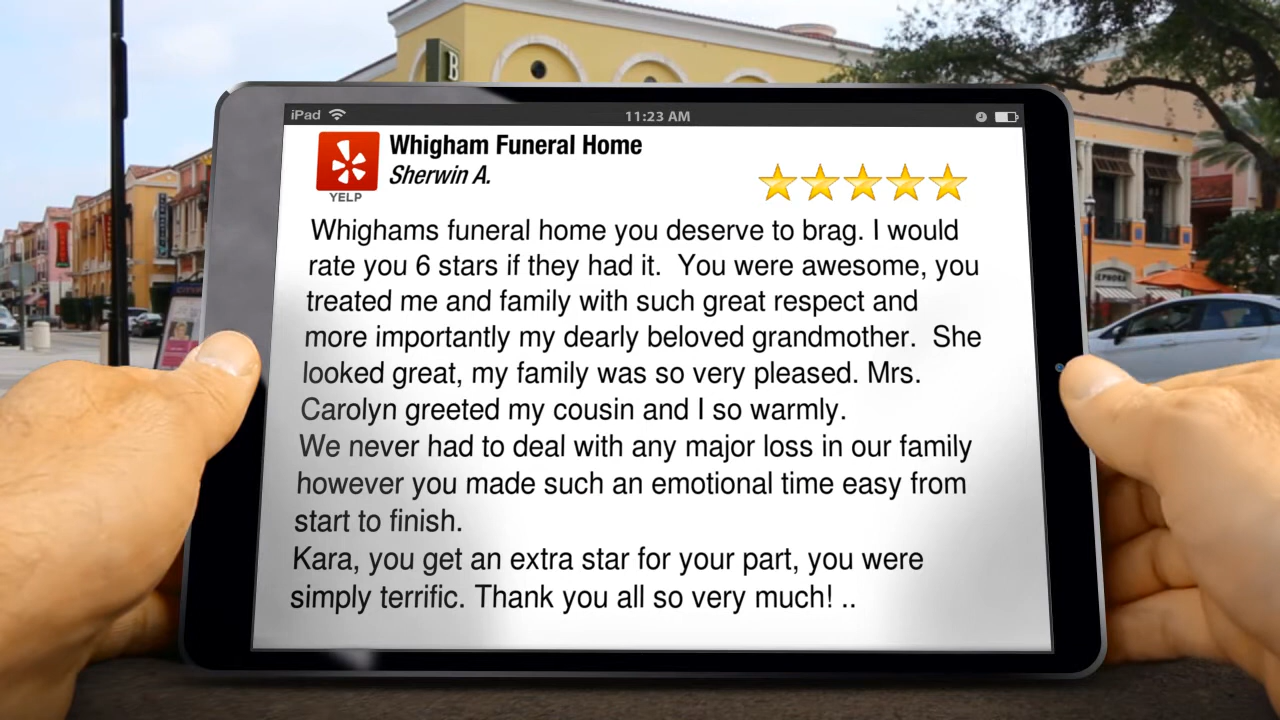 B
iPad
11:23 AM
Whigham Funeral Home
Sherwin A.
YELP
Whighams funeral home you deserve to brag. I would
rate you 6 stars if they had it.  You were awesome, you
treated me and family with such great respect and
more importantly my dearly beloved grandmother.  She
looked great, my family was so very pleased. Mrs.
Carolyn greeted my cousin and I so warmly.
We never had to deal with any major loss in our family
however you made such an emotional time easy from
start to finish.
Kara, you get an extra star for your part, you were
simply terrific. Thank you all so very much! ..
SEPHORA